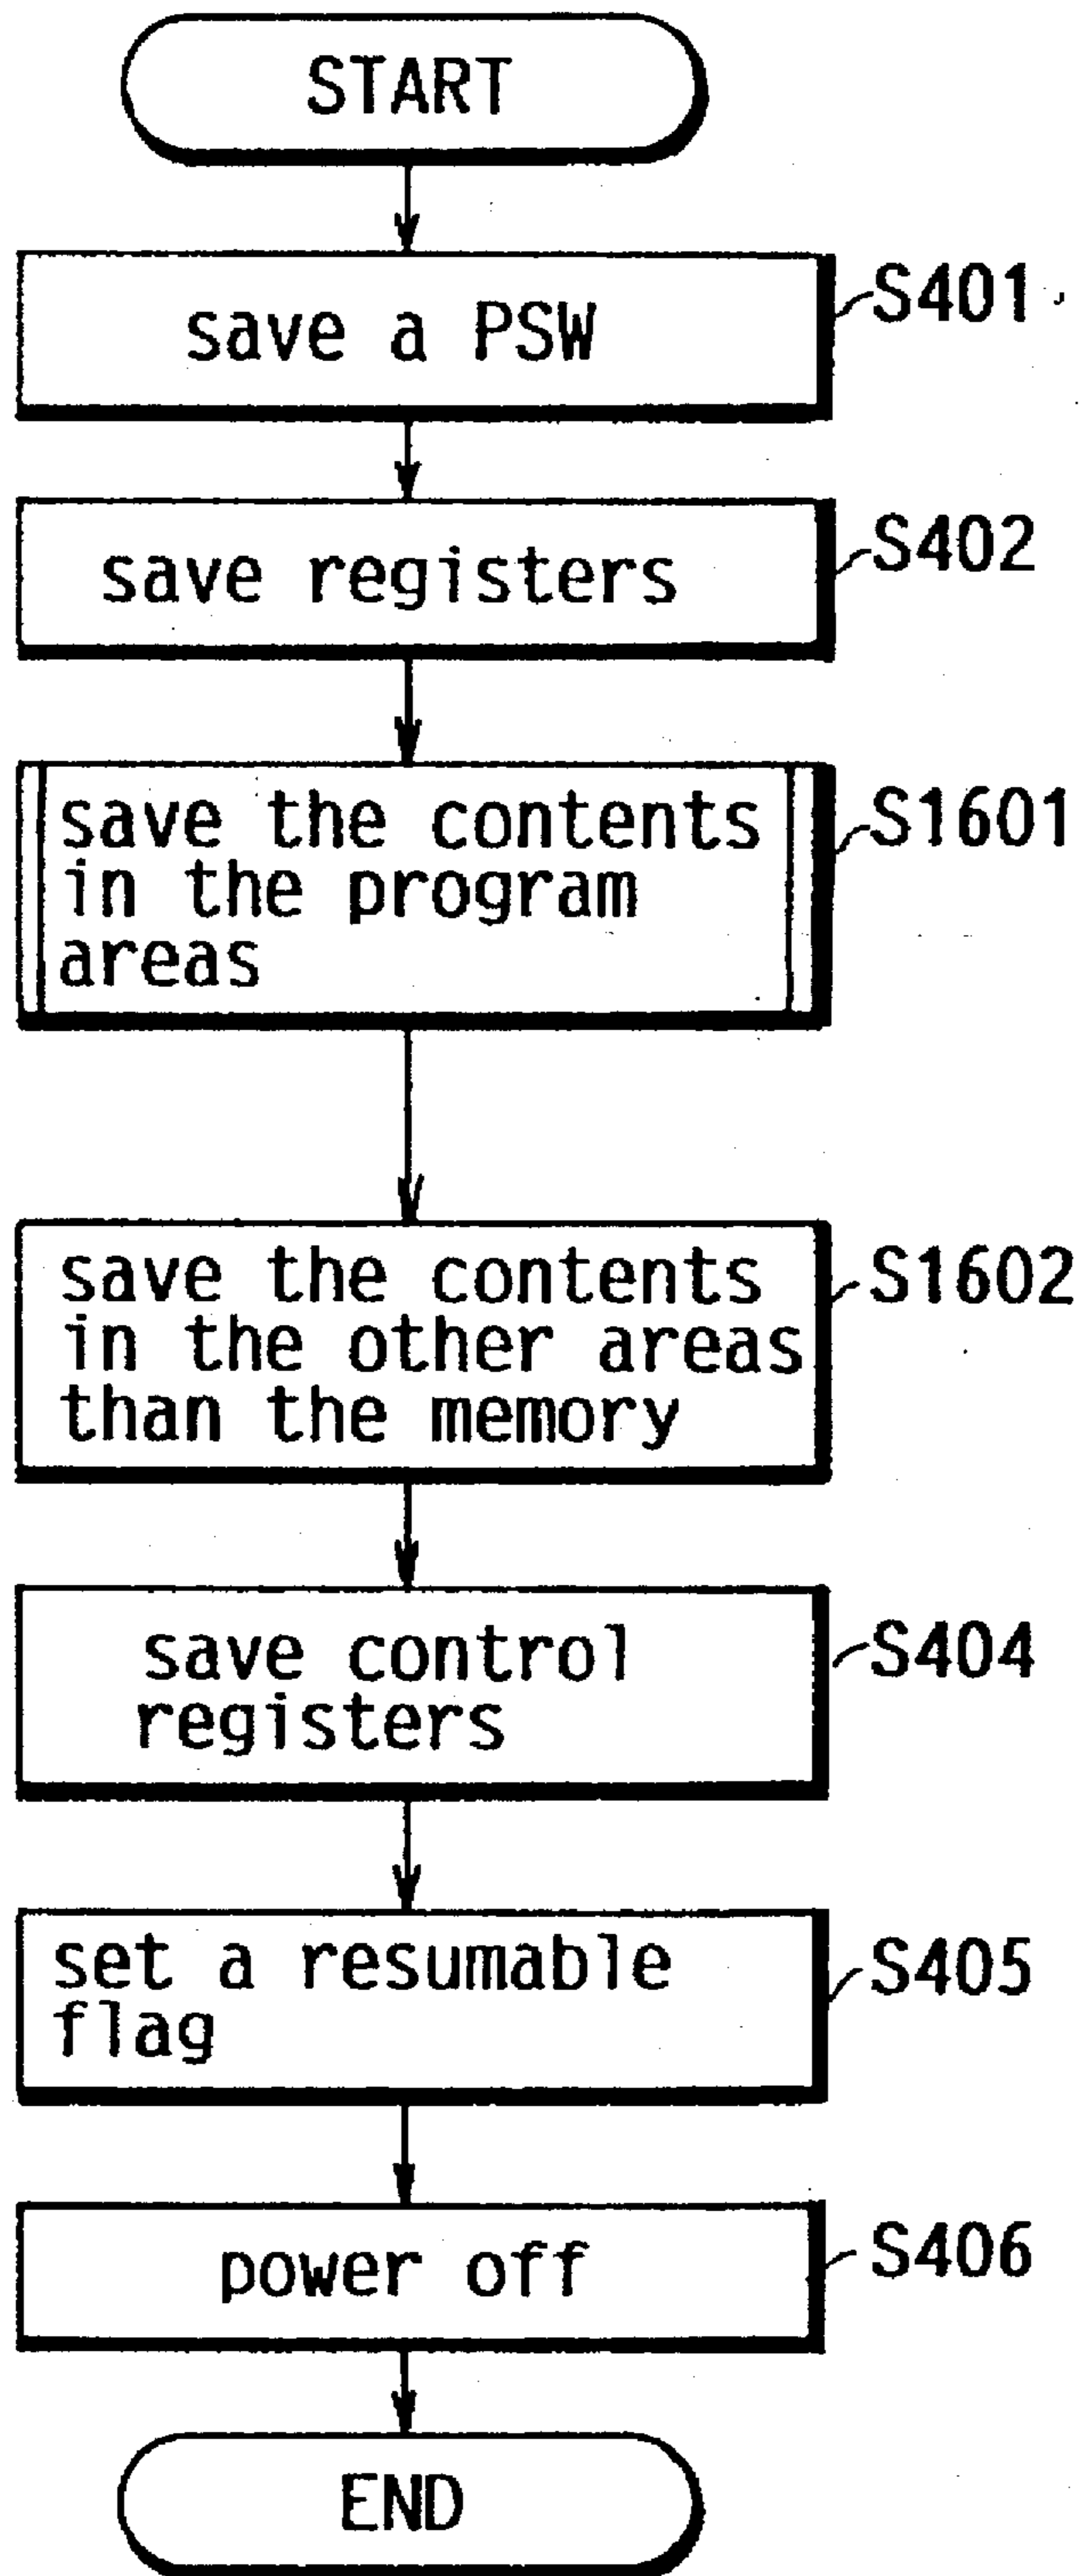 START
save a PSW
S401
save registers
S402
save the contents
in the program
areas
S1601
save the contents
in the other areas
than the memory
S1602
save control
registers
S404
set a resumable
flag
S405
power off
S406
END